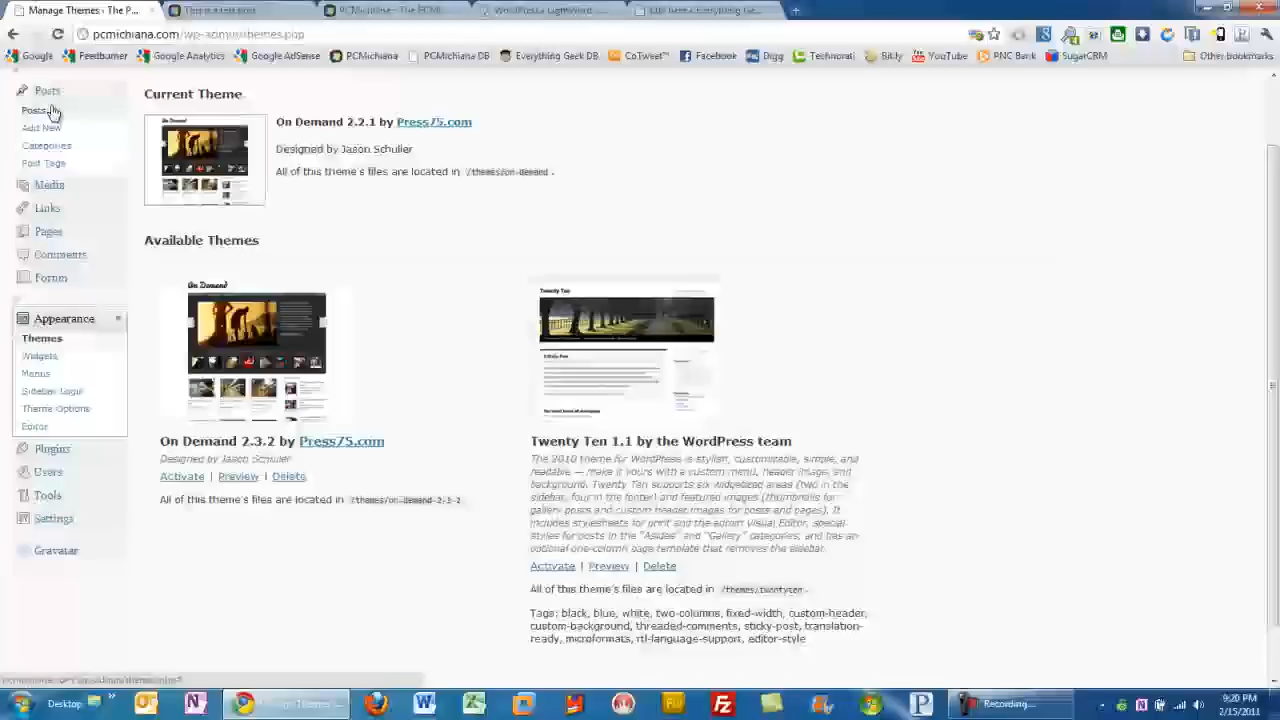 Manage Themes ‹ The P...
pcmichiana.com/wp-admin/themes.php
Google
Feedburner
Google Analytics
Google AdSense
PCMichiana
PCMichiana DB
Everything Geek DB
CoTweet™
Facebook
Digg
Technorati
Bitly
YouTube
PNC Bank
SugarCRM
Other bookmarks
Posts
Posts
Add New
Categories
Post Tags
Media
Links
Pages
Comments
Forum
Appearance
Themes
Widgets
Menus
Sidebar Login
Theme Options
Editor
Plugins
Users
Tools
Settings
Gravatar
Current Theme
On Demand 2.2.1 by Press75.com
Designed by Jason Schuller
All of this theme's files are located in /themes/on-demand .
Available Themes
On Demand 2.3.2 by Press75.com
Designed by Jason Schuller
Activate | Preview | Delete
All of this theme's files are located in /themes/on-demand-2.3-2
Twenty Ten 1.1 by the WordPress team
The 2010 theme for WordPress is stylish, customizable, simple, and
readable — make it yours with a custom menu, header image, and
background. Twenty Ten supports six widgetized areas (two in the
sidebar, four in the footer) and featured images (thumbnails for
gallery posts and custom header images for posts and pages). It
includes stylesheets for print and the admin Visual Editor, special
styles for posts in the "Asides" and "Gallery" categories, and has an
optional one-column page template that removes the sidebar.
Activate | Preview | Delete
All of this theme's files are located in /themes/twentyten .
Tags: black, blue, white, two-columns, fixed-width, custom-header,
custom-background, threaded-comments, sticky-post, translation-
ready, microformats, rtl-language-support, editor-style
Desktop
Recording...
9:20 PM
2/15/2011